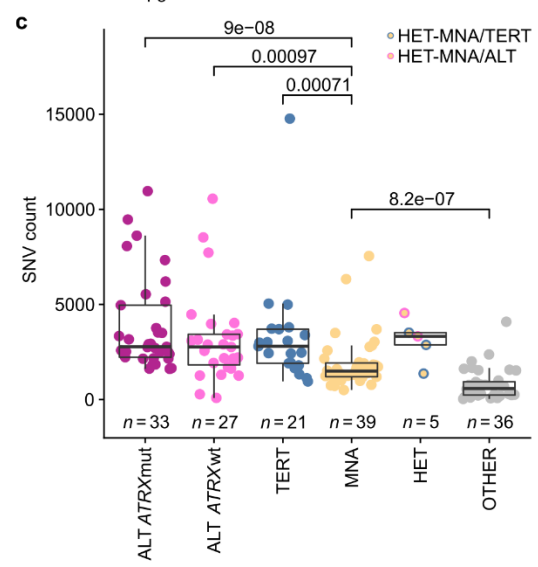 c
9e−08
HET-MNA/TERT
0.00097
HET-MNA/ALT
0.00071
15000
10000
8.2e−07
SNV count
5000
0
n = 33 n = 27 n = 21 n = 39 n = 5 n = 36
ALT ATRXmut
ALT ATRXwt
TERT
MNA
HET
OTHER